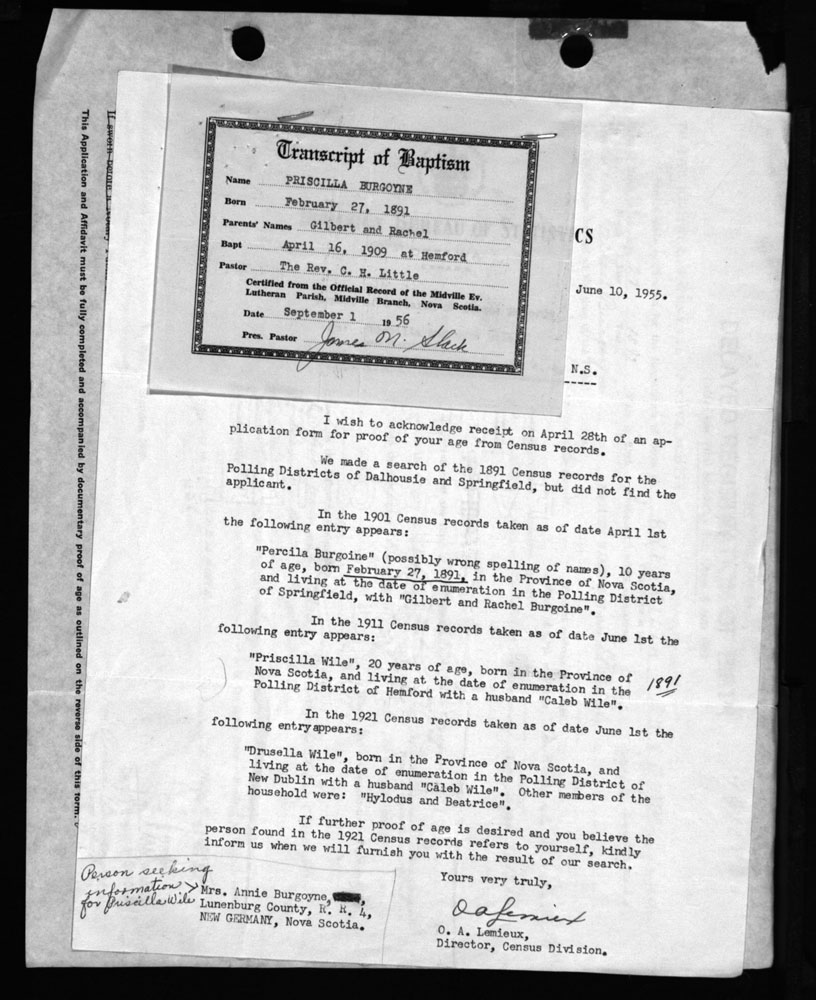 Transcript of Baptism
Name PRISCILLA BURGOYNE
Born February 27, 1891
Parents' Names Gilbert and Rachel
Bapt April 16, 1909 at Hemford
Pastor The Rev. C. H. Little
Certified from the Official Record of the Midville Ev.
Lutheran Parish, Midville Branch, Nova Scotia.
Date September 1 1956
Pres. Pastor James N. Slack
CS
June 10, 1955.
N.S.
I wish to acknowledge receipt on April 28th of an ap-
plication form for proof of your age from Census records.
We made a search of the 1891 Census records for the
Polling Districts of Dalhousie and Springfield, but did not find the
applicant.
In the 1901 Census records taken as of date April 1st
the following entry appears:
"Percila Burgoine" (possibly wrong spelling of names), 10 years
of age, born February 27, 1891, in the Province of Nova Scotia,
and living at the date of enumeration in the Polling District
of Springfield, with "Gilbert and Rachel Burgoine".
In the 1911 Census records taken as of date June 1st the
following entry appears:
"Priscilla Wile", 20 years of age, born in the Province of
Nova Scotia, and living at the date of enumeration in the
Polling District of Hemford with a husband "Caleb Wile".
1891
In the 1921 Census records taken as of date June 1st the
following entry appears:
"Drusella Wile", born in the Province of Nova Scotia, and
living at the date of enumeration in the Polling District of
New Dublin with a husband "Caleb Wile". Other members of the
household were: "Hylodus and Beatrice".
If further proof of age is desired and you believe the
person found in the 1921 Census records refers to yourself, kindly
inform us when we will furnish you with the result of our search.
Yours very truly,
O A Lemieux
O. A. Lemieux,
Director, Census Division.
Person seeking
information
for Priscilla Wile
Mrs. Annie Burgoyne,
Lunenburg County, R. R. 4,
NEW GERMANY, Nova Scotia.
This Application and Affidavit must be fully completed and accompanied by documentary proof of age as outlined on the reverse side of this form.
If sworn before a